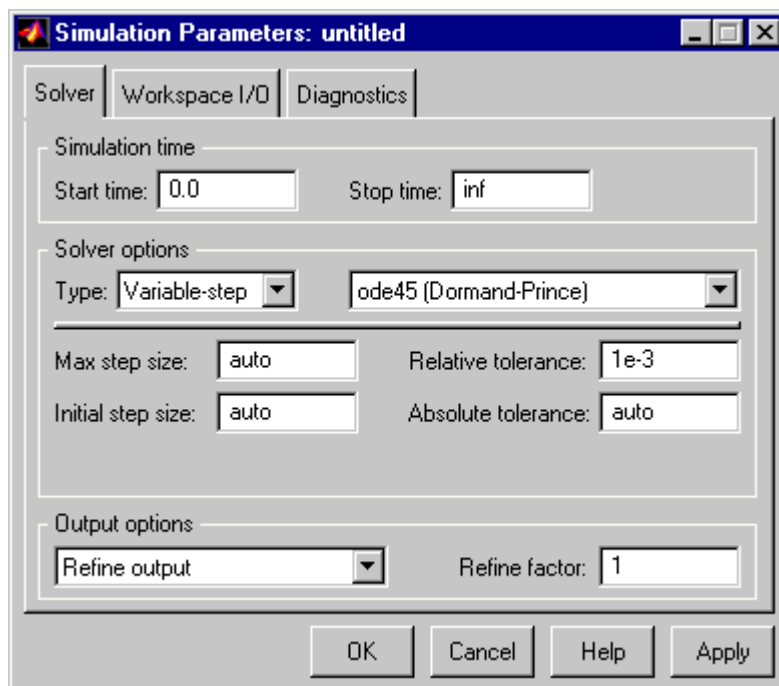 Simulation Parameters: untitled
Solver Workspace I/O Diagnostics
Simulation time
Start time: 0.0 Stop time: inf
Solver options
Type: Variable-step ode45 (Dormand-Prince)
Max step size: auto Relative tolerance: 1e-3
Initial step size: auto Absolute tolerance: auto
Output options
Refine output Refine factor: 1
OK Cancel Help Apply